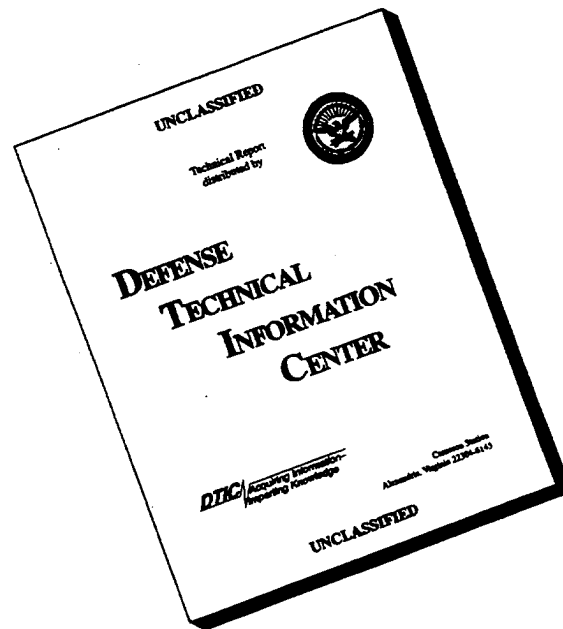 UNCLASSIFIED
Technical Report
distributed by
DEFENSE
TECHNICAL
INFORMATION
CENTER
DTIC
Acquiring Information—
Imparting Knowledge
Cameron Station
Alexandria, Virginia 22304-6145
UNCLASSIFIED